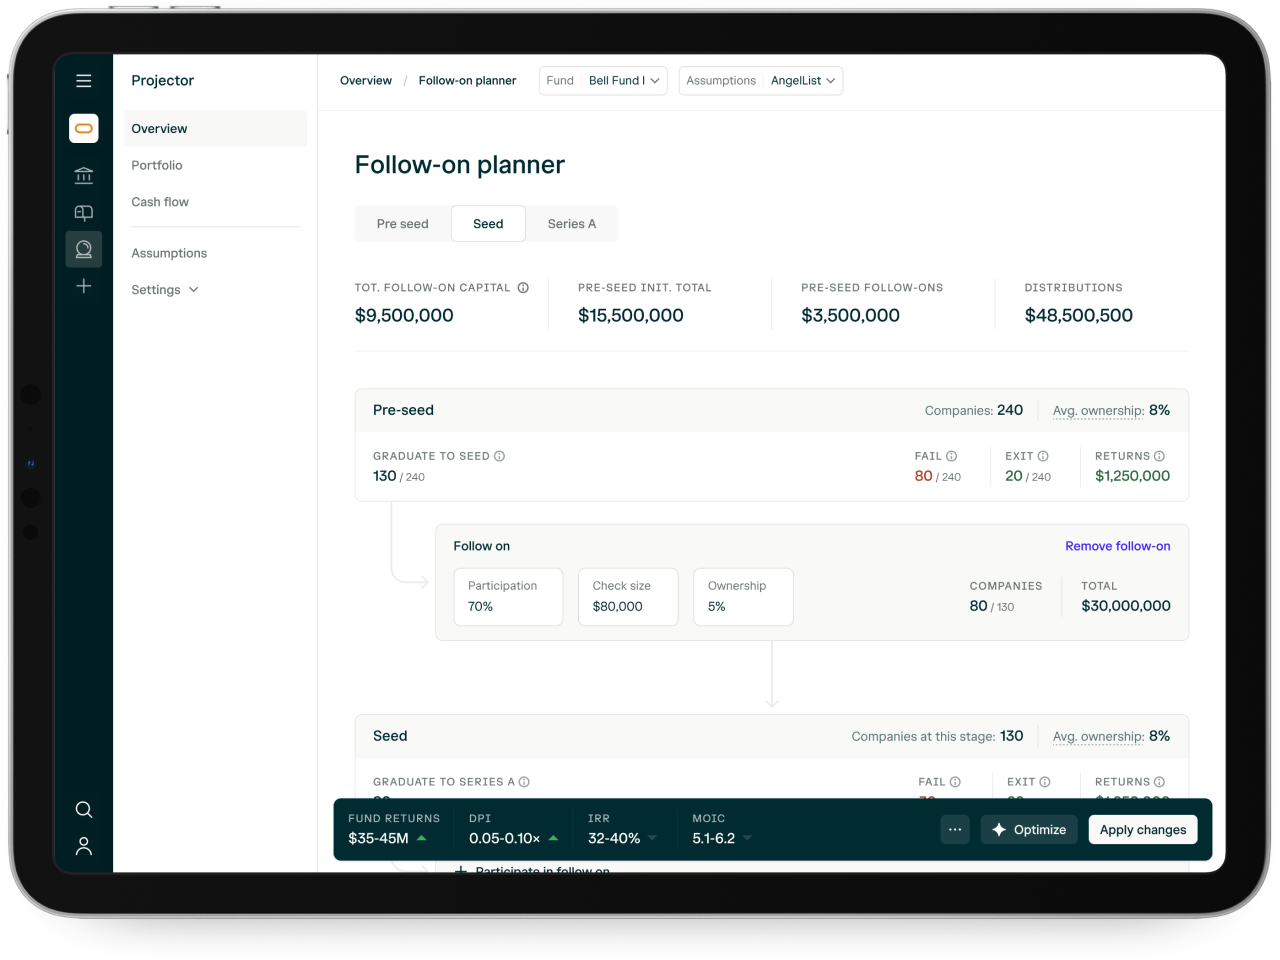 Projector
Overview
Portfolio
Cash flow
Assumptions
Settings
Overview / Follow-on planner
Fund Bell Fund I
Assumptions AngelList
Follow-on planner
Pre seed Seed Series A
TOT. FOLLOW-ON CAPITAL
$9,500,000
PRE-SEED INIT. TOTAL
$15,500,000
PRE-SEED FOLLOW-ONS
$3,500,000
DISTRIBUTIONS
$48,500,500
Pre-seed
Companies: 240
Avg. ownership: 8%
GRADUATE TO SEED
130 / 240
FAIL
80 / 240
EXIT
20 / 240
RETURNS
$1,250,000
Follow on
Remove follow-on
Participation
70%
Check size
$80,000
Ownership
5%
COMPANIES
80 / 130
TOTAL
$30,000,000
Seed
Companies at this stage: 130
Avg. ownership: 8%
GRADUATE TO SERIES A
FAIL
EXIT
RETURNS
FUND RETURNS
$35-45M
DPI
0.05-0.10×
IRR
32-40%
MOIC
5.1-6.2
Optimize
Apply changes
Participate in follow on